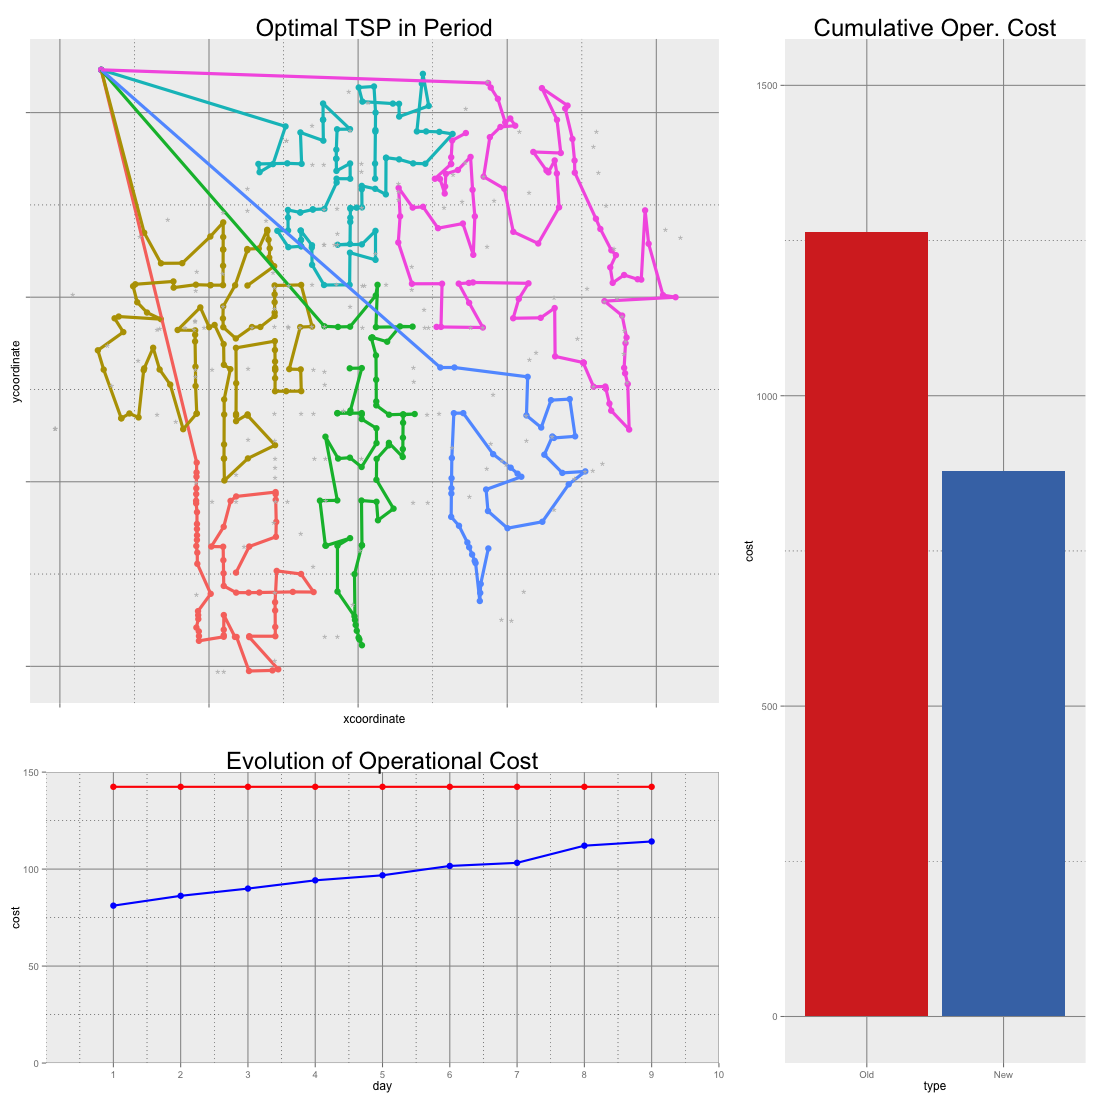 Optimal TSP in Period
ycoordinate
xcoordinate
Evolution of Operational Cost
cost
150
100
50
0
1 2 3 4 5 6 7 8 9 10
day
Cumulative Oper. Cost
cost
1500
1000
500
0
Old New
type